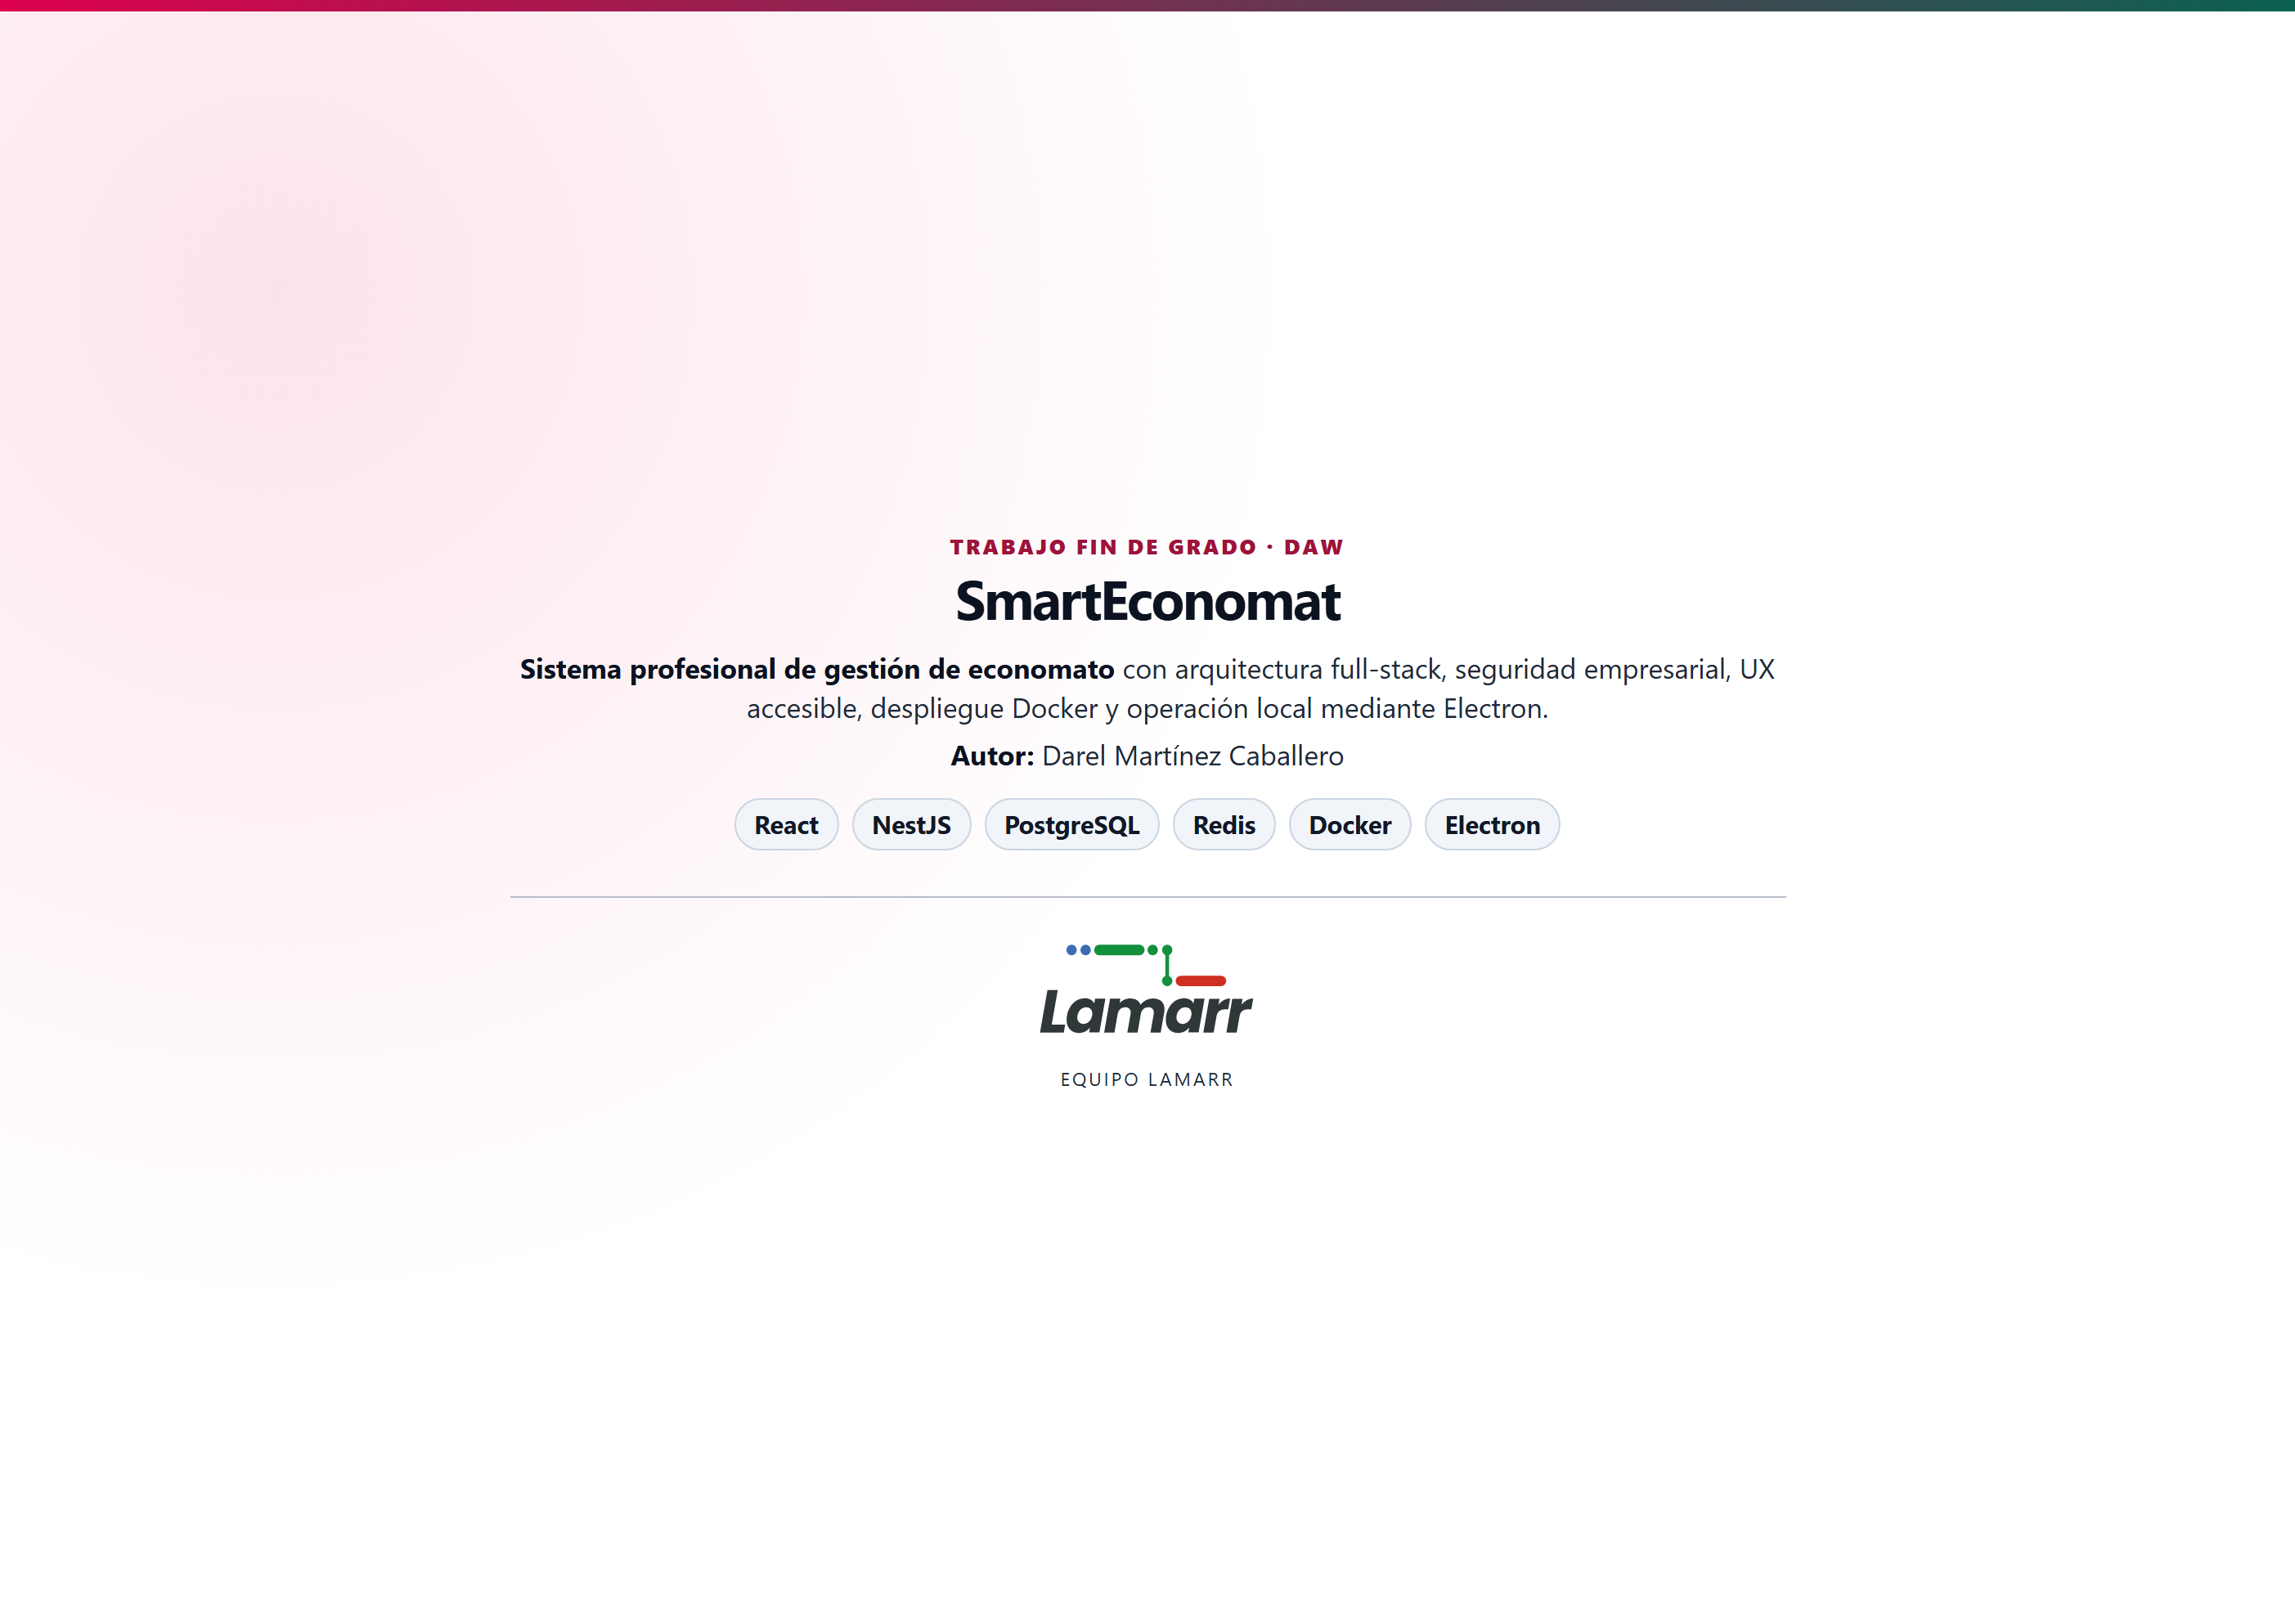 TRABAJO FIN DE GRADO · DAW
SmartEconomat
Sistema profesional de gestión de economato con arquitectura full-stack, seguridad empresarial, UX
accesible, despliegue Docker y operación local mediante Electron.
Autor: Darel Martínez Caballero
React NestJS PostgreSQL Redis Docker Electron
Lamarr
EQUIPO LAMARR